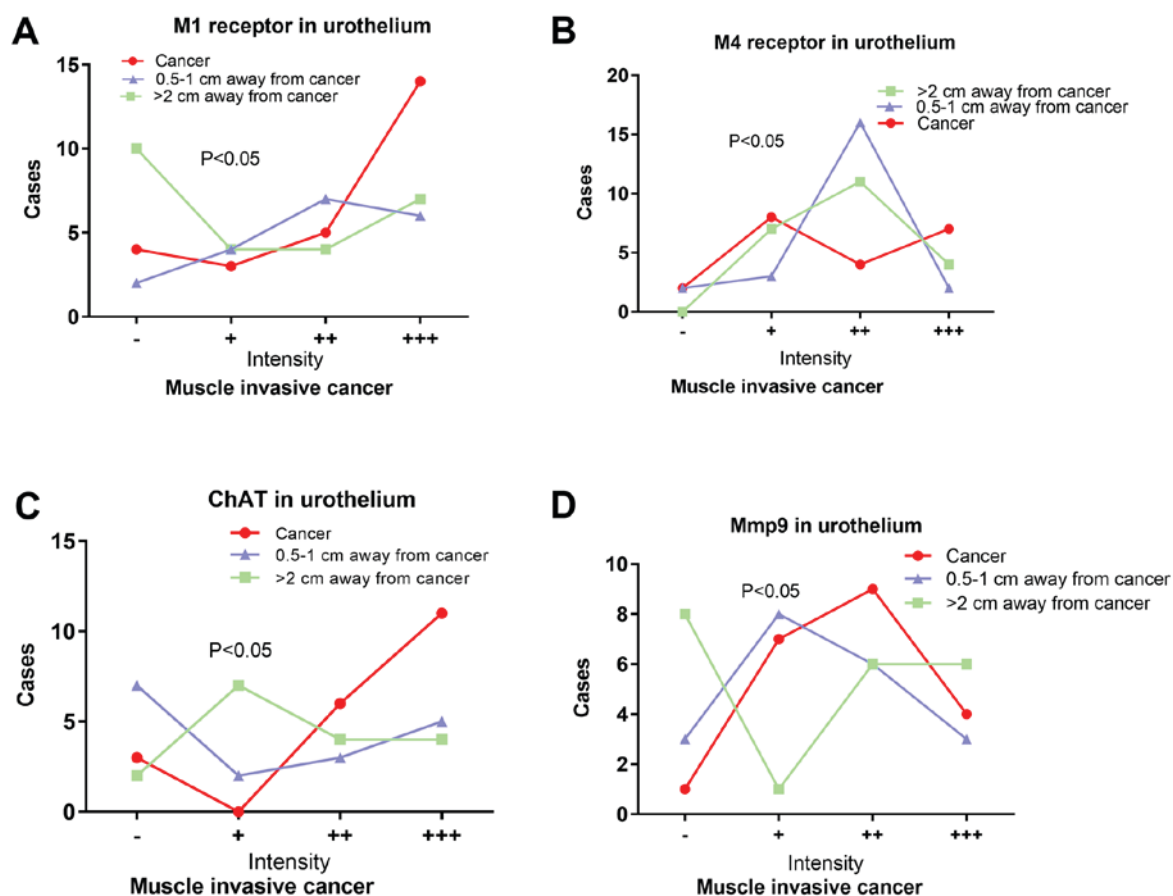 A
M1 receptor in urothelium
Cancer
0.5-1 cm away from cancer
>2 cm away from cancer
15
10
5
0
Cases
P<0.05
- + ++ +++
Intensity
Muscle invasive cancer
B
M4 receptor in urothelium
>2 cm away from cancer
0.5-1 cm away from cancer
Cancer
20
15
10
5
0
Cases
P<0.05
- + ++ +++
Intensity
Muscle invasive cancer
C
ChAT in urothelium
Cancer
0.5-1 cm away from cancer
>2 cm away from cancer
15
10
5
0
Cases
P<0.05
- + ++ +++
Intensity
Muscle invasive cancer
D
Mmp9 in urothelium
Cancer
0.5-1 cm away from cancer
>2 cm away from cancer
10
8
6
4
2
0
Cases
P<0.05
- + ++ +++
Intensity
Muscle invasive cancer